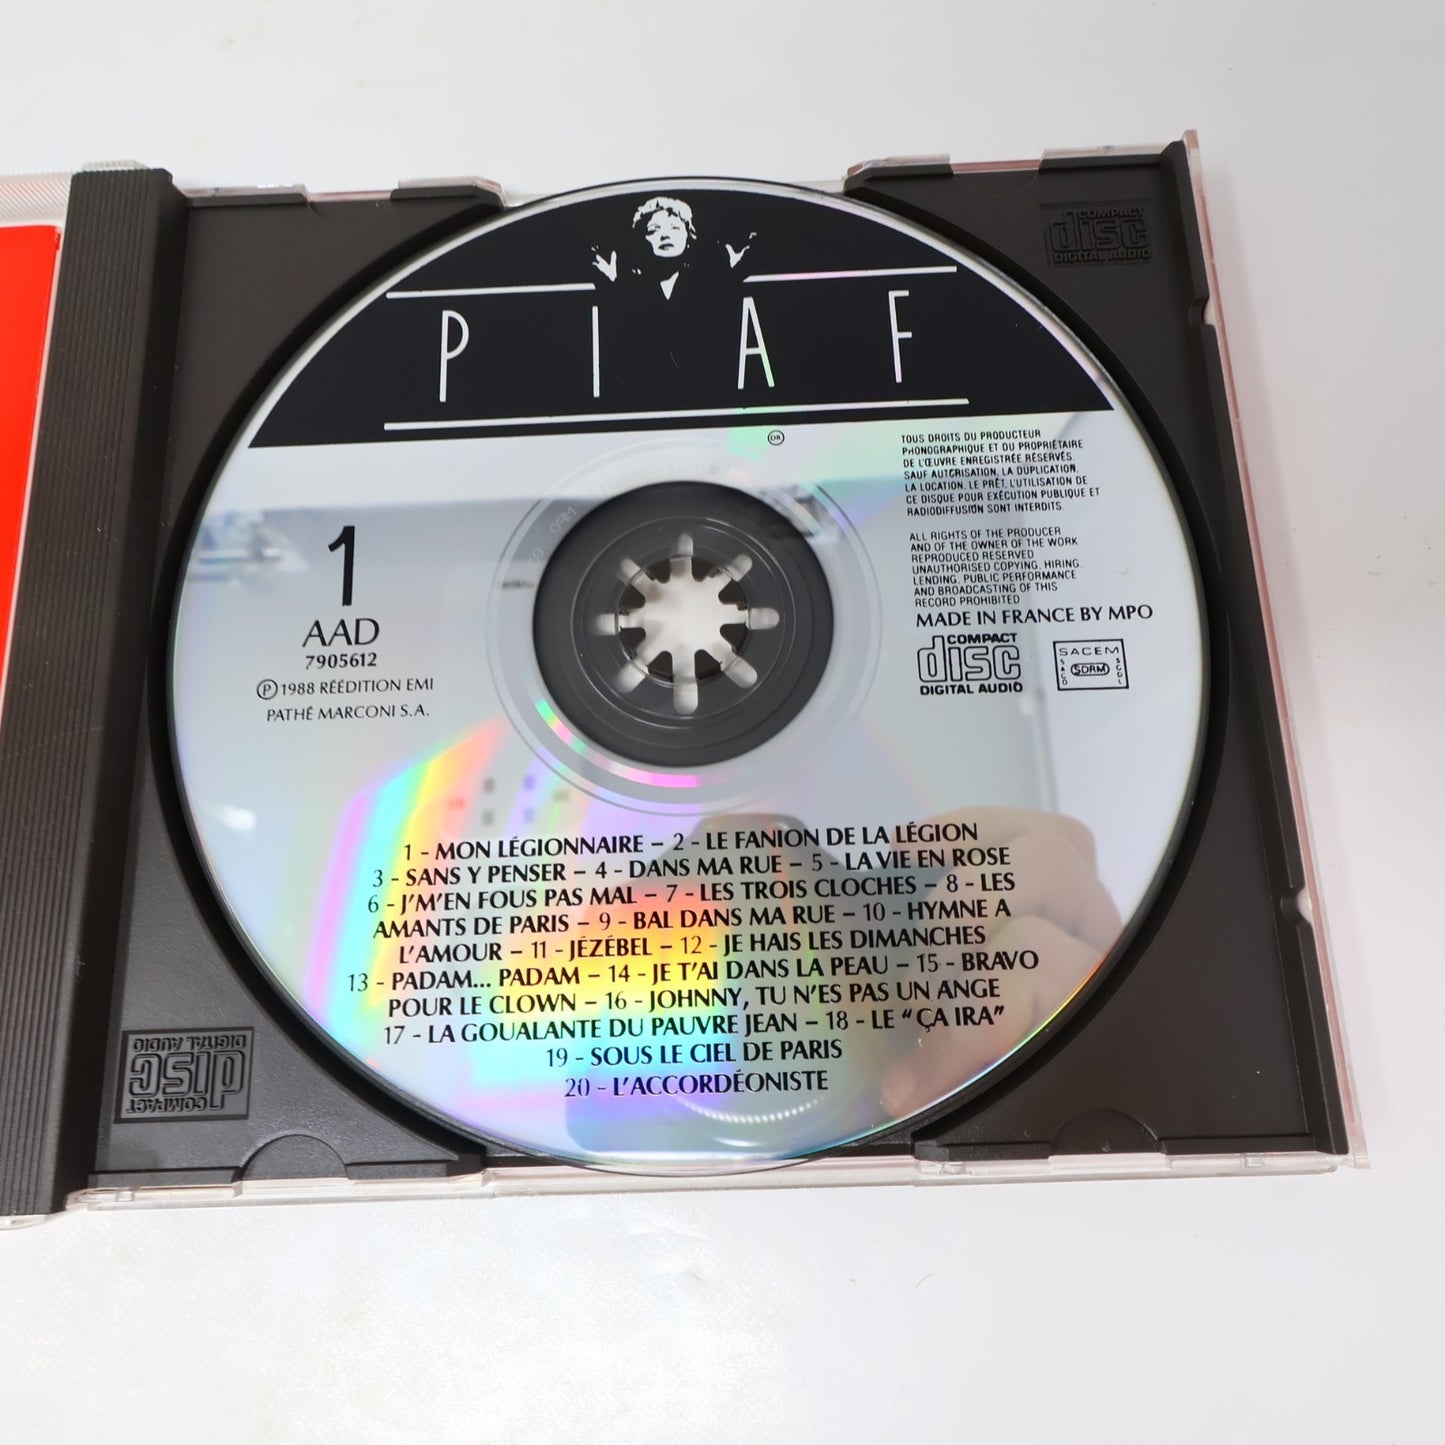 PIAF
DR
TOUS DROITS DU PRODUCTEUR
PHONOGRAPHIQUE ET DU PROPRIÉTAIRE
DE L'ŒUVRE ENREGISTRÉE RÉSERVÉS.
SAUF AUTORISATION, LA DUPLICATION,
LA LOCATION, LE PRÊT, L'UTILISATION DE
CE DISQUE POUR EXÉCUTION PUBLIQUE ET
RADIODIFFUSION SONT INTERDITS.
ALL RIGHTS OF THE PRODUCER
AND OF THE OWNER OF THE WORK
REPRODUCED RESERVED
UNAUTHORISED COPYING, HIRING,
LENDING, PUBLIC PERFORMANCE
AND BROADCASTING OF THIS
RECORD PROHIBITED
MADE IN FRANCE BY MPO
COMPACT
disc
DIGITAL AUDIO
SACEM
SACD
SDRM
SGDL
1
AAD
7905612
Ⓟ 1988 RÉÉDITION EMI
PATHÉ MARCONI S.A.
1 - MON LÉGIONNAIRE – 2 - LE FANION DE LA LÉGION
3 - SANS Y PENSER – 4 - DANS MA RUE – 5 - LA VIE EN ROSE
6 - J'M'EN FOUS PAS MAL – 7 - LES TROIS CLOCHES – 8 - LES
AMANTS DE PARIS – 9 - BAL DANS MA RUE – 10 - HYMNE A
L'AMOUR – 11 - JÉZÉBEL – 12 - JE HAIS LES DIMANCHES
13 - PADAM... PADAM – 14 - JE T'AI DANS LA PEAU – 15 - BRAVO
POUR LE CLOWN – 16 - JOHNNY, TU N'ES PAS UN ANGE
17 - LA GOUALANTE DU PAUVRE JEAN – 18 - LE “ÇA IRA”
19 - SOUS LE CIEL DE PARIS
20 - L'ACCORDÉONISTE
COMPACT
disc
DIGITAL AUDIO
COMPACT
disc
DIGITAL AUDIO